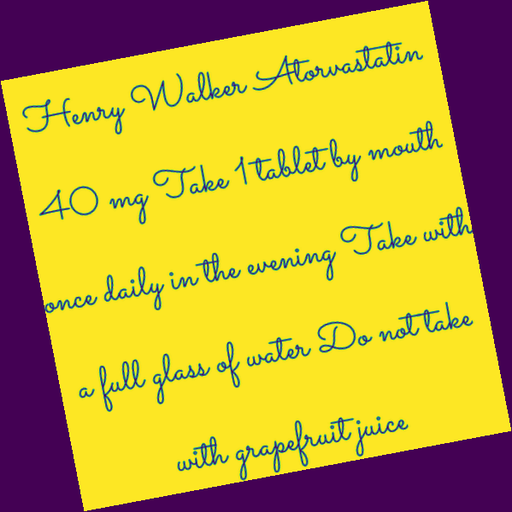 Henry Walker Atorvastatin
40 mg Take 1 tablet by mouth
once daily in the evening Take with
a full glass of water Do not take
with grapefruit juice